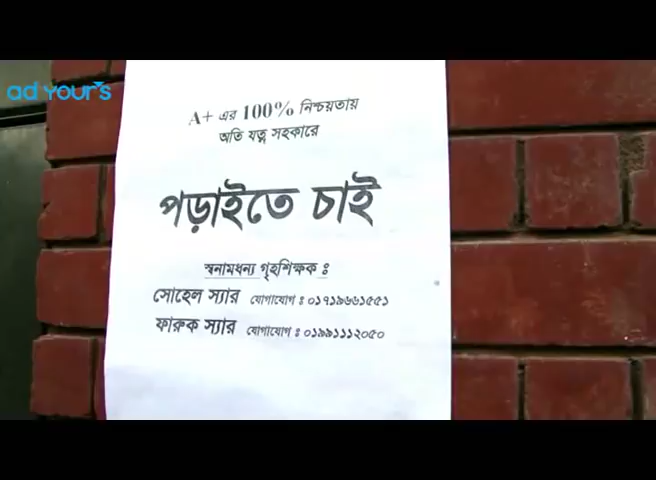 ad your's
A+ এর 100% নিশ্চয়তায়
অতি যত্ন সহকারে
পড়াইতে চাই
স্বনামধন্য গৃহশিক্ষক ঃ
সোহেল স্যার যোগাযোগ ঃ ০১৭১৯৬৬১৫৫১
ফারুক স্যার যোগাযোগ ঃ ০১৯৯১১১২০৫০